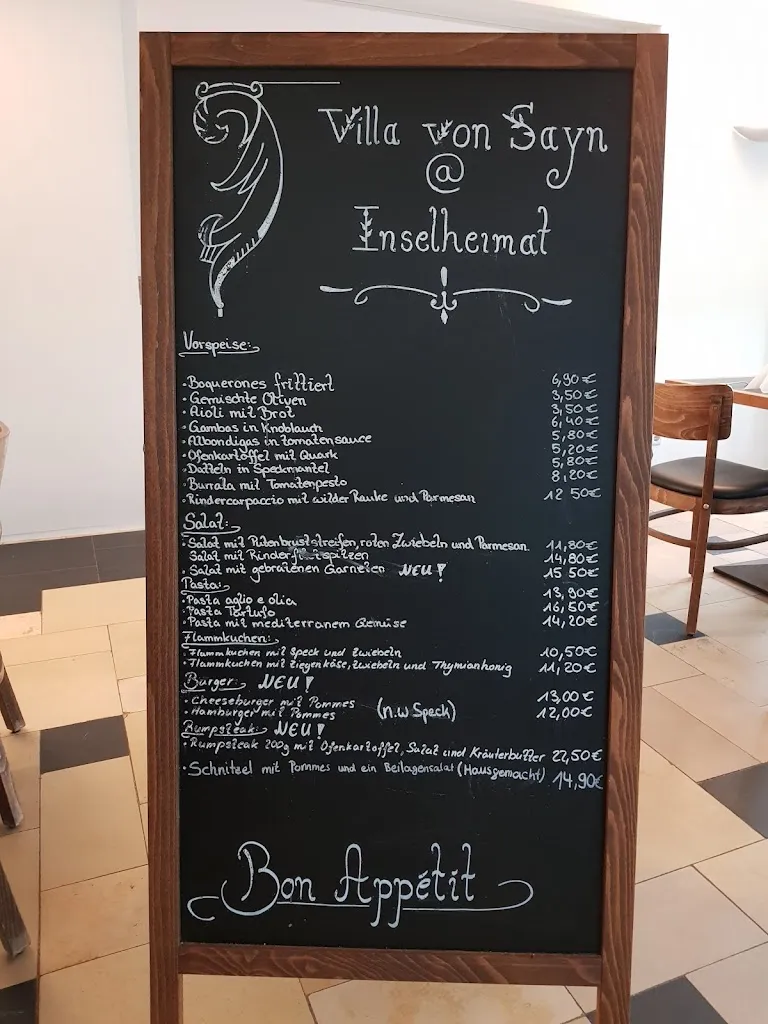 Villa von Sayn
@
Inselheimat
Vorspeise:
· Boquerones frittiert 6,90 €
· Gemischte Oliven 3,50 €
· Aioli mit Brot 3,50 €
· Gambas in Knoblauch 6,40 €
· Albondigas in Tomatensauce 5,80 €
· Ofenkartoffel mit Quark 5,20 €
· Datteln in Speckmantel 5,80 €
· Burrata mit Tomatenpesto 8,20 €
· Rindercarpaccio mit wilder Rauke und Parmesan 12 50 €
Salat:
· Salat mit Putenbruststreifen, roten Zwiebeln und Parmesan 11,80 €
Salat mit Rinderfiletspitzen 14,80 €
· Salat mit gebratenen Garnelen NEU! 15 50 €
Pasta:
· Pasta aglio e olio 13,90 €
· Pasta Tartufo 16,50 €
· Pasta mit mediterranem Gemüse 14,20 €
Flammkuchen:
· Flammkuchen mit Speck und Zwiebeln 10,50 €
· Flammkuchen mit Ziegenkäse, Zwiebeln und Thymianhonig 11,20 €
Burger: NEU!
· Cheeseburger mit Pommes 13,00 €
· Hamburger mit Pommes (n.w Speck) 12,00 €
Rumpsteak: NEU!
· Rumpsteak 200g mit Ofenkartoffel, Salat und Kräuterbutter 22,50 €
· Schnitzel mit Pommes und ein Beilagensalat (Hausgemacht) 14,90 €
Bon Appétit